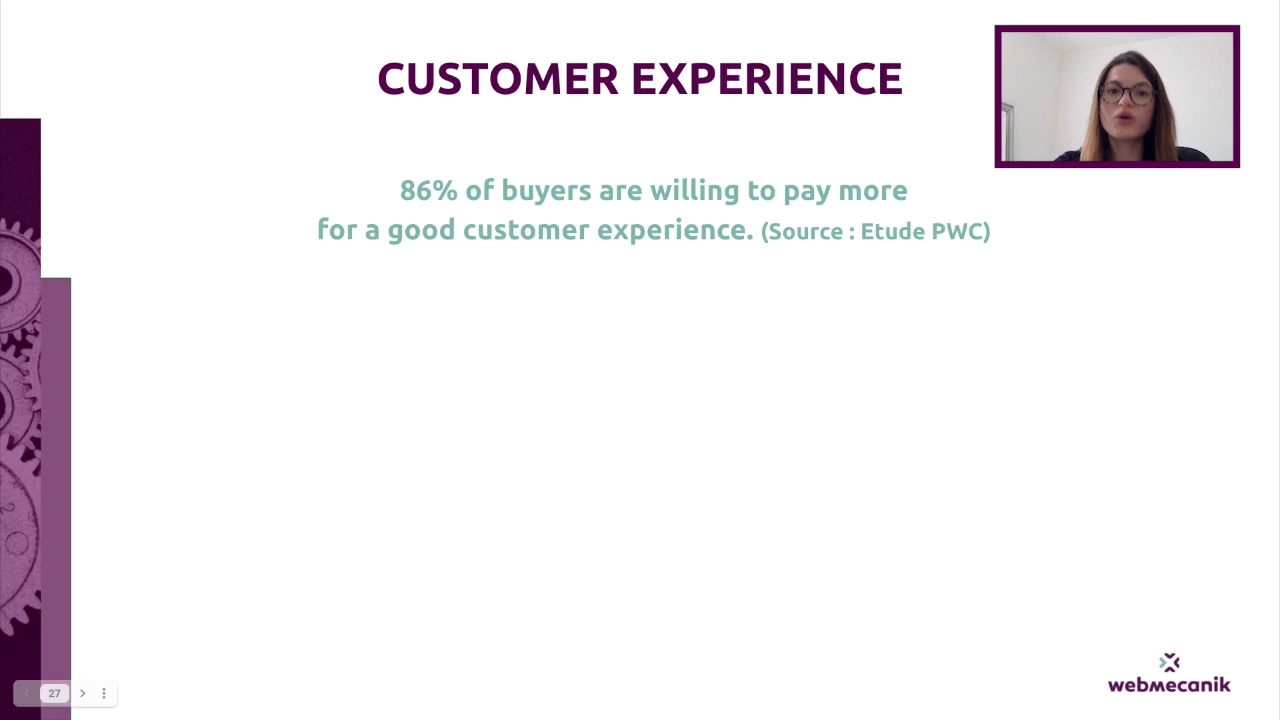 CUSTOMER EXPERIENCE
86% of buyers are willing to pay more
for a good customer experience. (Source : Etude PWC)
webmecanik
27